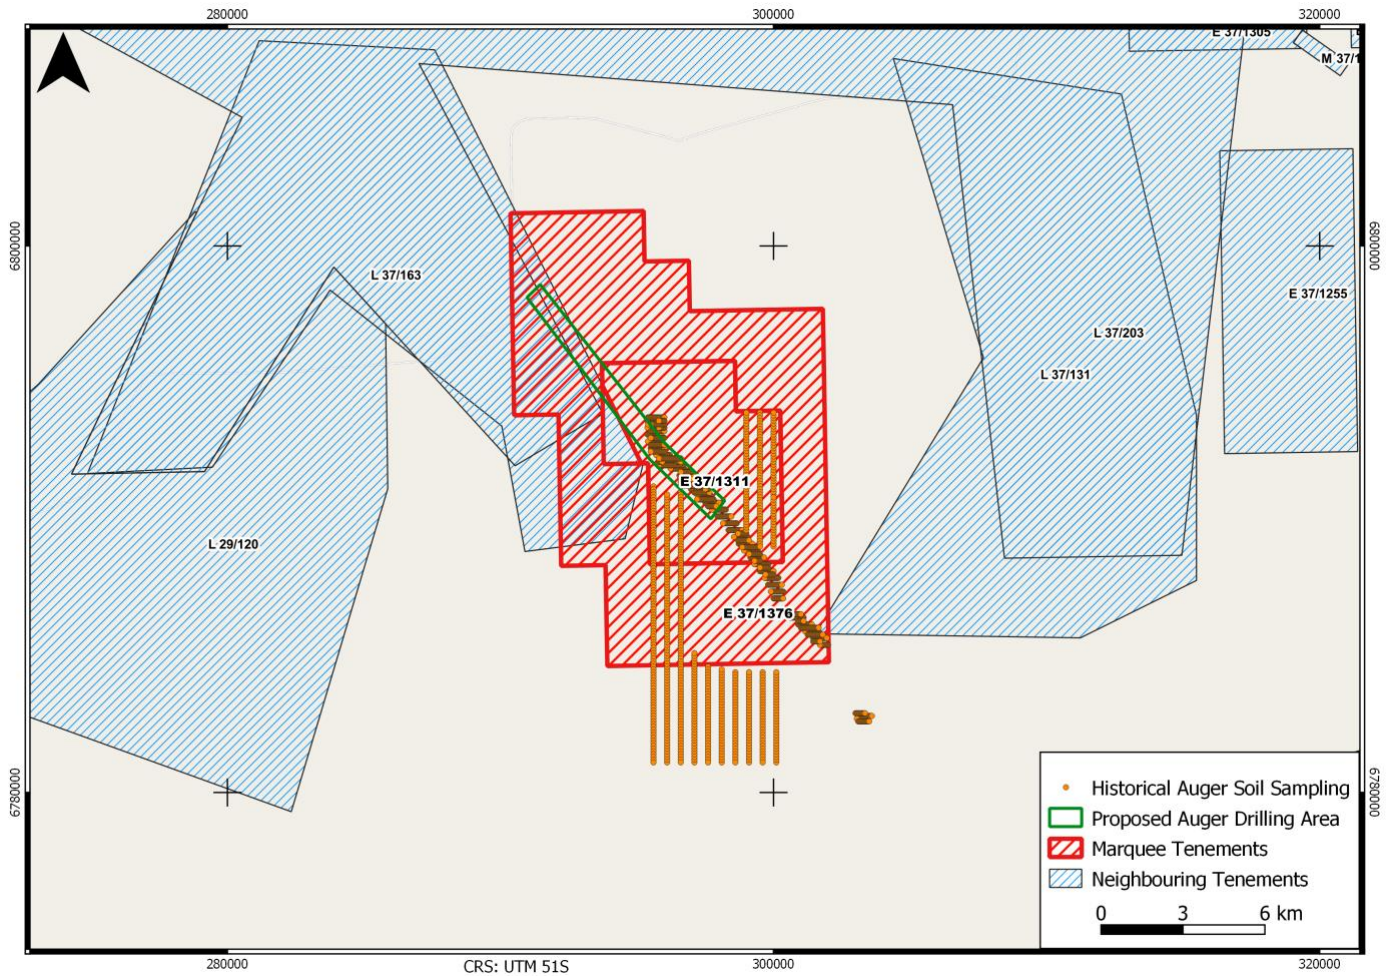 280000
300000
320000
E 37/1305
M 37/1
6800000
6800000
L 37/163
E 37/1255
L 37/203
L 37/131
E 37/1311
L 29/120
E 37/1376
Historical Auger Soil Sampling
6780000
6780000
Proposed Auger Drilling Area
Marquee Tenements
Neighbouring Tenements
0 3 6 km
280000
CRS: UTM 51S
300000
320000